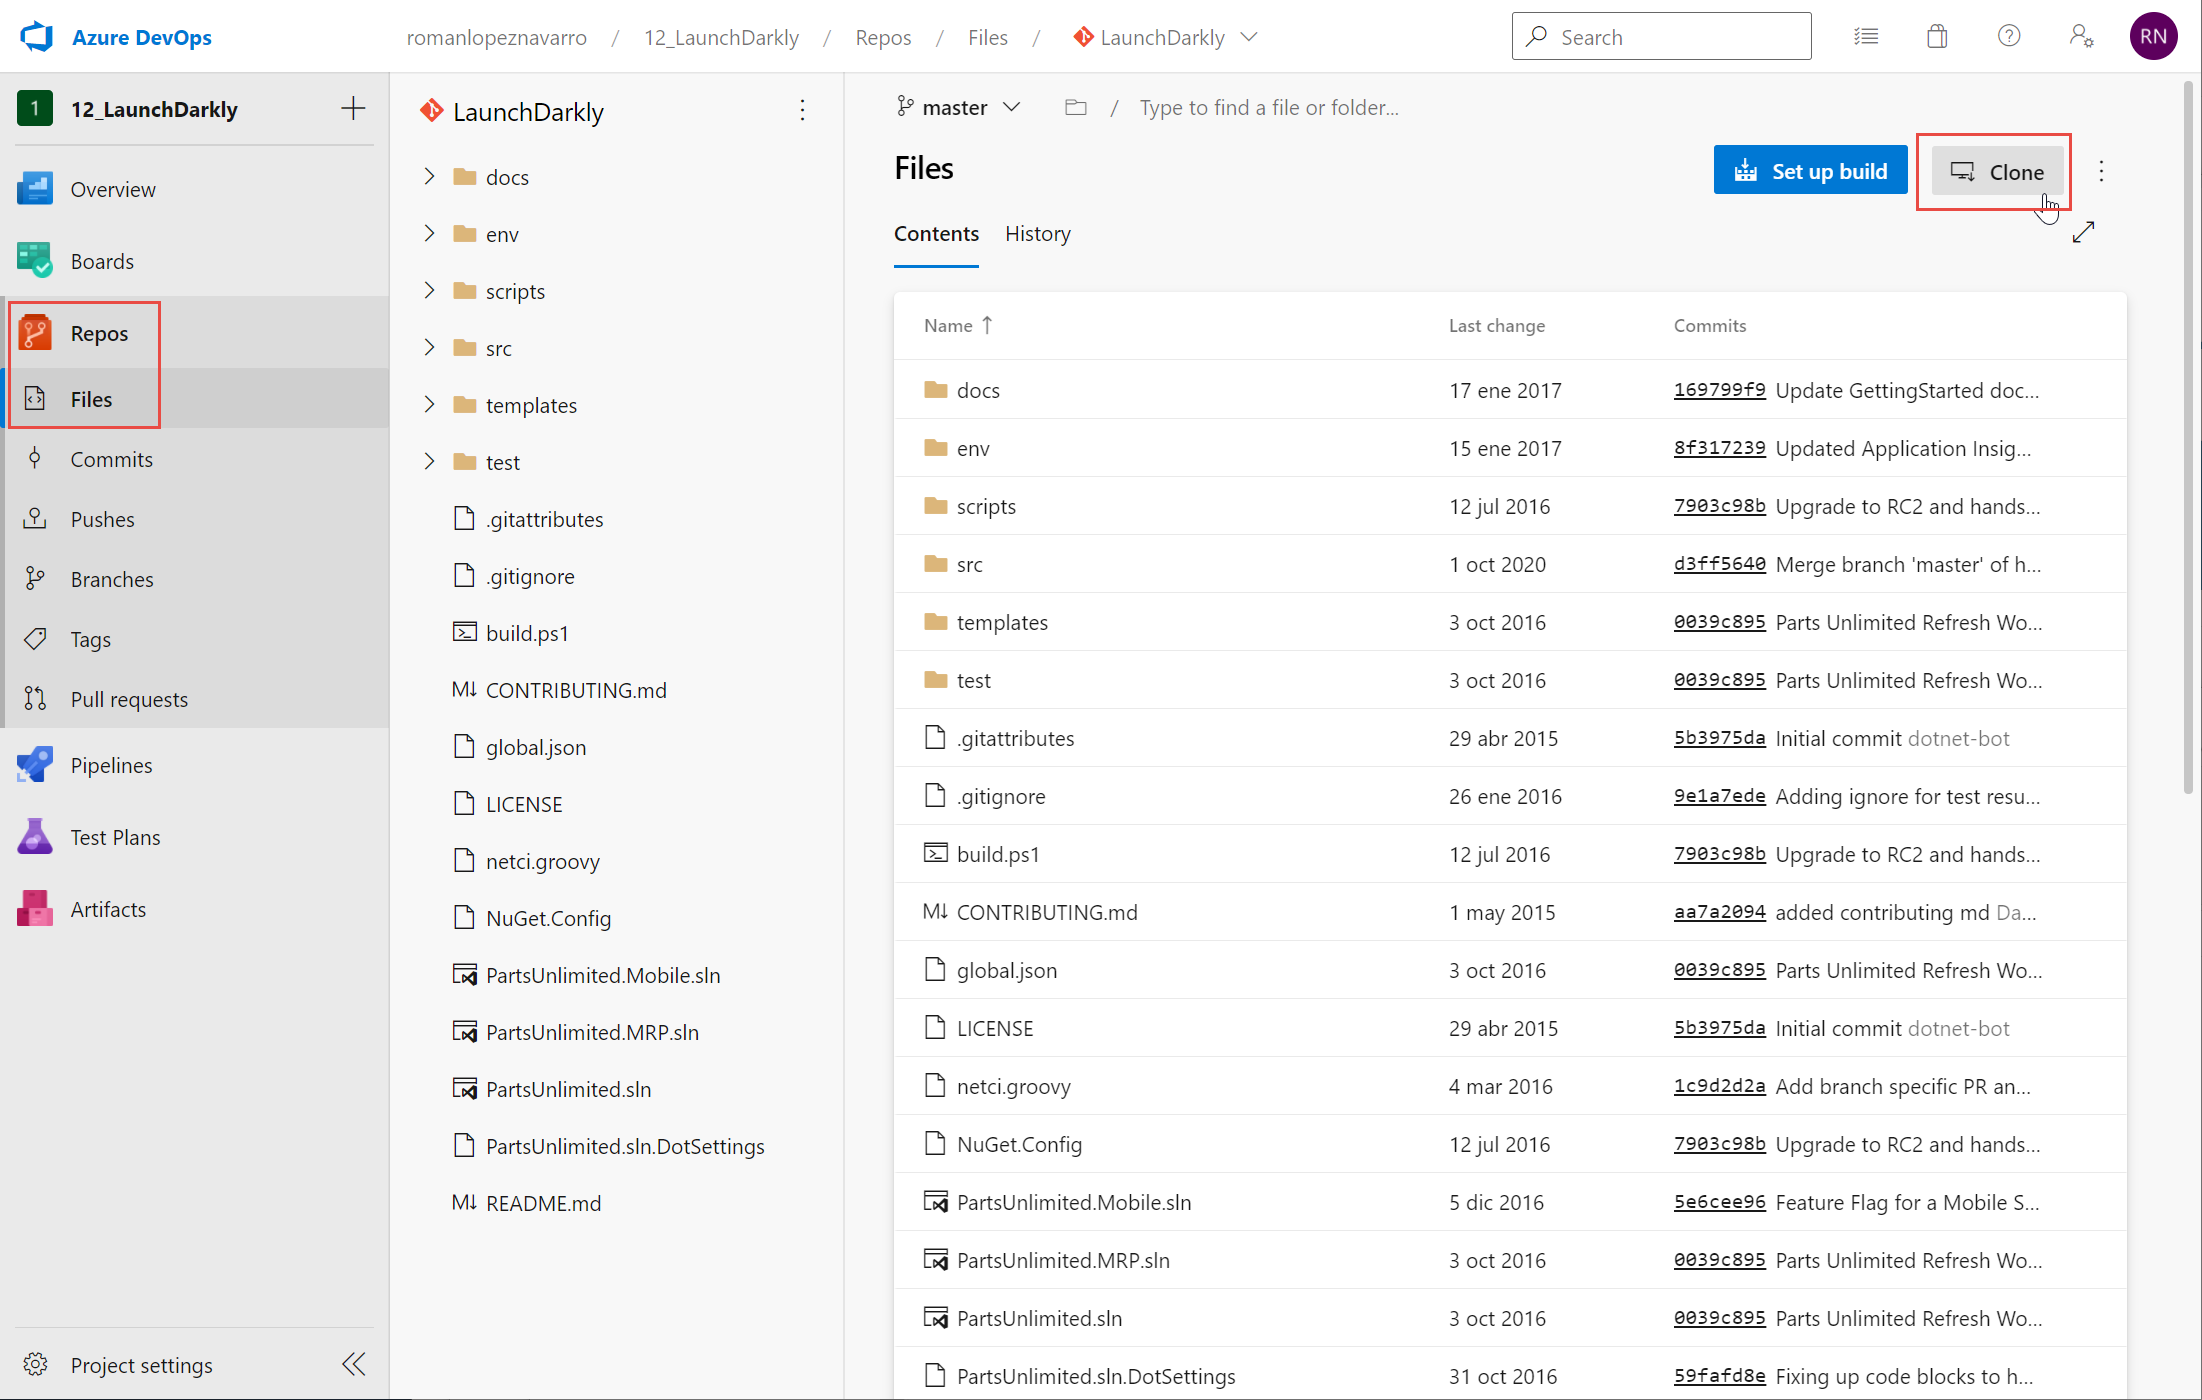 Azure DevOps
romanlopeznavarro / 12_LaunchDarkly / Repos / Files / LaunchDarkly
Search
RN
1 12_LaunchDarkly
Overview
Boards
Repos
Files
Commits
Pushes
Branches
Tags
Pull requests
Pipelines
Test Plans
Artifacts
Project settings
LaunchDarkly
docs
env
scripts
src
templates
test
.gitattributes
.gitignore
build.ps1
M↓ CONTRIBUTING.md
global.json
LICENSE
netci.groovy
NuGet.Config
PartsUnlimited.Mobile.sln
PartsUnlimited.MRP.sln
PartsUnlimited.sln
PartsUnlimited.sln.DotSettings
M↓ README.md
master / Type to find a file or folder...
Files
Set up build
Clone
Contents History
Name ↑ Last change Commits
docs 17 ene 2017 169799f9 Update GettingStarted doc...
env 15 ene 2017 8f317239 Updated Application Insig...
scripts 12 jul 2016 7903c98b Upgrade to RC2 and hands...
src 1 oct 2020 d3ff5640 Merge branch 'master' of h...
templates 3 oct 2016 0039c895 Parts Unlimited Refresh Wo...
test 3 oct 2016 0039c895 Parts Unlimited Refresh Wo...
.gitattributes 29 abr 2015 5b3975da Initial commit dotnet-bot
.gitignore 26 ene 2016 9e1a7ede Adding ignore for test resu...
build.ps1 12 jul 2016 7903c98b Upgrade to RC2 and hands...
M↓ CONTRIBUTING.md 1 may 2015 aa7a2094 added contributing md Da...
global.json 3 oct 2016 0039c895 Parts Unlimited Refresh Wo...
LICENSE 29 abr 2015 5b3975da Initial commit dotnet-bot
netci.groovy 4 mar 2016 1c9d2d2a Add branch specific PR an...
NuGet.Config 12 jul 2016 7903c98b Upgrade to RC2 and hands...
PartsUnlimited.Mobile.sln 5 dic 2016 5e6cee96 Feature Flag for a Mobile S...
PartsUnlimited.MRP.sln 3 oct 2016 0039c895 Parts Unlimited Refresh Wo...
PartsUnlimited.sln 3 oct 2016 0039c895 Parts Unlimited Refresh Wo...
PartsUnlimited.sln.DotSettings 31 oct 2016 59fafd8e Fixing up code blocks to h...